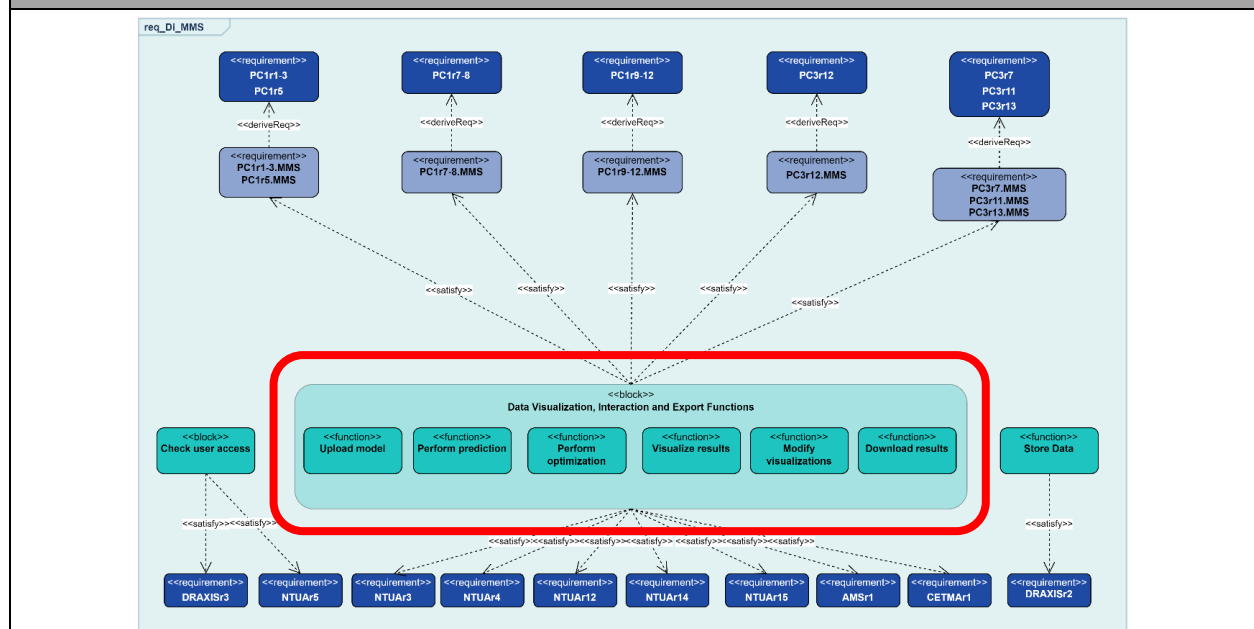 req_Di_MMS
<<requirement>>
PC1r1-3
PC1r5
<<requirement>>
PC1r7-8
<<requirement>>
PC1r9-12
<<requirement>>
PC3r12
<<requirement>>
PC3r7
PC3r11
PC3r13
<<deriveReq>>
<<deriveReq>>
<<deriveReq>>
<<deriveReq>>
<<deriveReq>>
<<requirement>>
PC1r1-3.MMS
PC1r5.MMS
<<requirement>>
PC1r7-8.MMS
<<requirement>>
PC1r9-12.MMS
<<requirement>>
PC3r12.MMS
<<requirement>>
PC3r7.MMS
PC3r11.MMS
PC3r13.MMS
<<satisfy>>
<<satisfy>>
<<satisfy>>
<<satisfy>>
<<satisfy>>
<<block>>
Data Visualization, Interaction and Export Functions
<<block>>
Check user access
<<function>>
Upload model
<<function>>
Perform prediction
<<function>>
Perform
optimization
<<function>>
Visualize results
<<function>>
Modify
visualizations
<<function>>
Download results
<<function>>
Store Data
<<satisfy>>
<<satisfy>>
<<satisfy>>
<<satisfy>>
<<satisfy>>
<<satisfy>>
<<satisfy>>
<<satisfy>>
<<satisfy>>
<<satisfy>>
<<requirement>>
DRAXISr3
<<requirement>>
NTUAr5
<<requirement>>
NTUAr3
<<requirement>>
NTUAr4
<<requirement>>
NTUAr12
<<requirement>>
NTUAr14
<<requirement>>
NTUAr15
<<requirement>>
AMSr1
<<requirement>>
CETMAr1
<<requirement>>
DRAXISr2